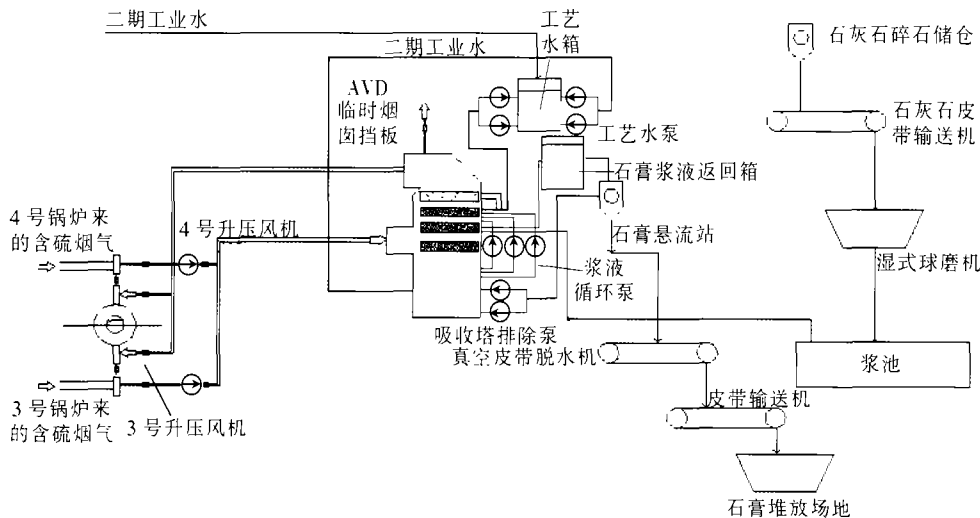 二期工业水
二期工业水
工艺
水箱
石灰石碎石储仓
AVD
临时烟
囱挡板
工艺水泵
石灰石皮
带输送机
石膏浆液返回箱
4号锅炉来
的含硫烟气
4号升压风机
石膏悬流站
湿式球磨机
浆液
循环泵
吸收塔排除泵
真空皮带脱水机
浆池
3号锅炉来
的含硫烟气
3号升压风机
皮带输送机
石膏堆放场地